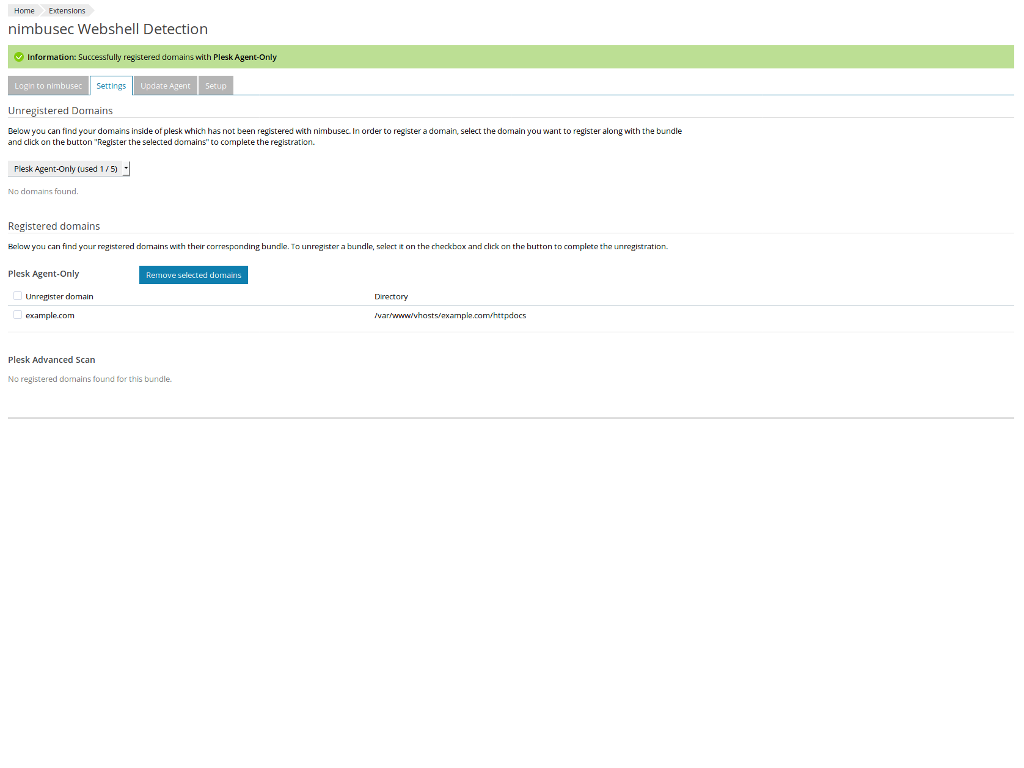 Home Extensions
nimbusec Webshell Detection
Information: Successfully registered domains with Plesk Agent-Only
Login to nimbusec Settings Update Agent Setup
Unregistered Domains
Below you can find your domains inside of plesk which has not been registered with nimbusec. In order to register a domain, select the domain you want to register along with the bundle
and click on the button "Register the selected domains" to complete the registration.
Plesk Agent-Only (used 1 / 5)
No domains found.
Registered domains
Below you can find your registered domains with their corresponding bundle. To unregister a bundle, select it on the checkbox and click on the button to complete the unregistration.
Plesk Agent-Only Remove selected domains
Unregister domain Directory
example.com /var/www/vhosts/example.com/httpdocs
Plesk Advanced Scan
No registered domains found for this bundle.